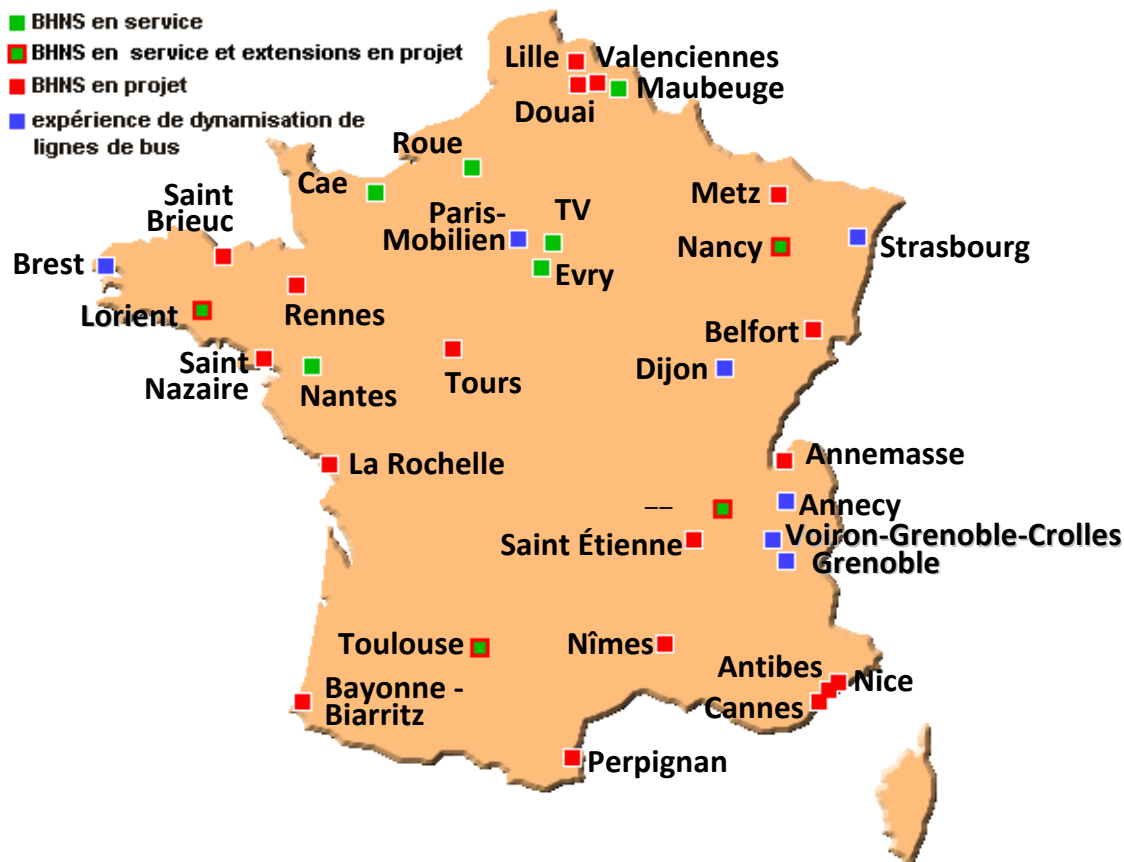 BHNS en service
BHNS en service et extensions en projet
BHNS en projet
expérience de dynamisation de
lignes de bus
Lille
Valenciennes
Maubeuge
Douai
Roue
Cae
Saint
Brieuc
Paris-
Mobilien
TV
Evry
Metz
Nancy
Strasbourg
Brest
Lorient
Rennes
Belfort
Saint
Nazaire
Nantes
Tours
Dijon
La Rochelle
Annemasse
Annecy
Saint Étienne
Voiron-Grenoble-Crolles
Grenoble
Toulouse
Nîmes
Antibes
Nice
Cannes
Bayonne -
Biarritz
Perpignan